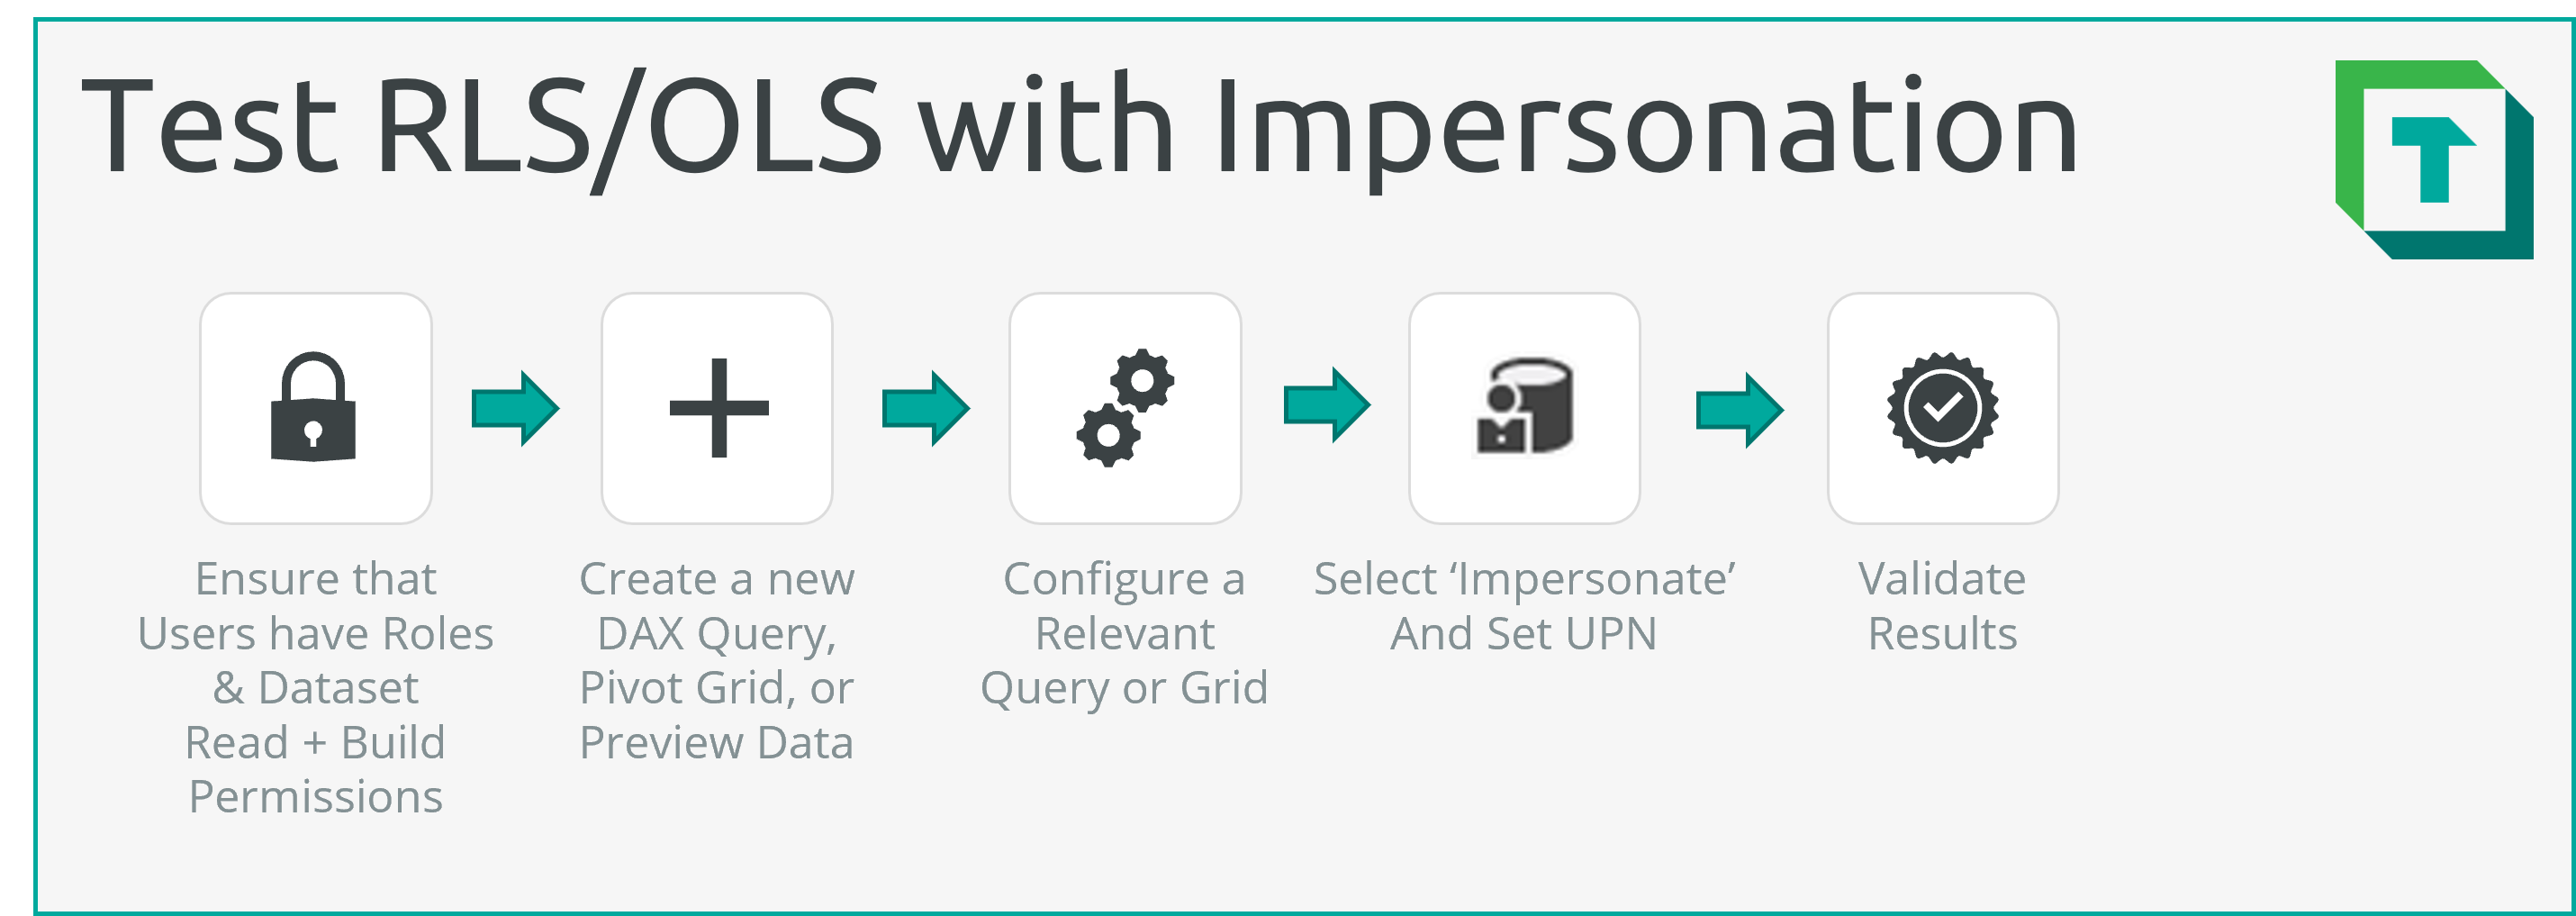 Test RLS/OLS with Impersonation
T
Ensure that
Users have Roles
& Dataset
Read + Build
Permissions
Create a new
DAX Query,
Pivot Grid, or
Preview Data
Configure a
Relevant
Query or Grid
Select ‘Impersonate’
And Set UPN
Validate
Results